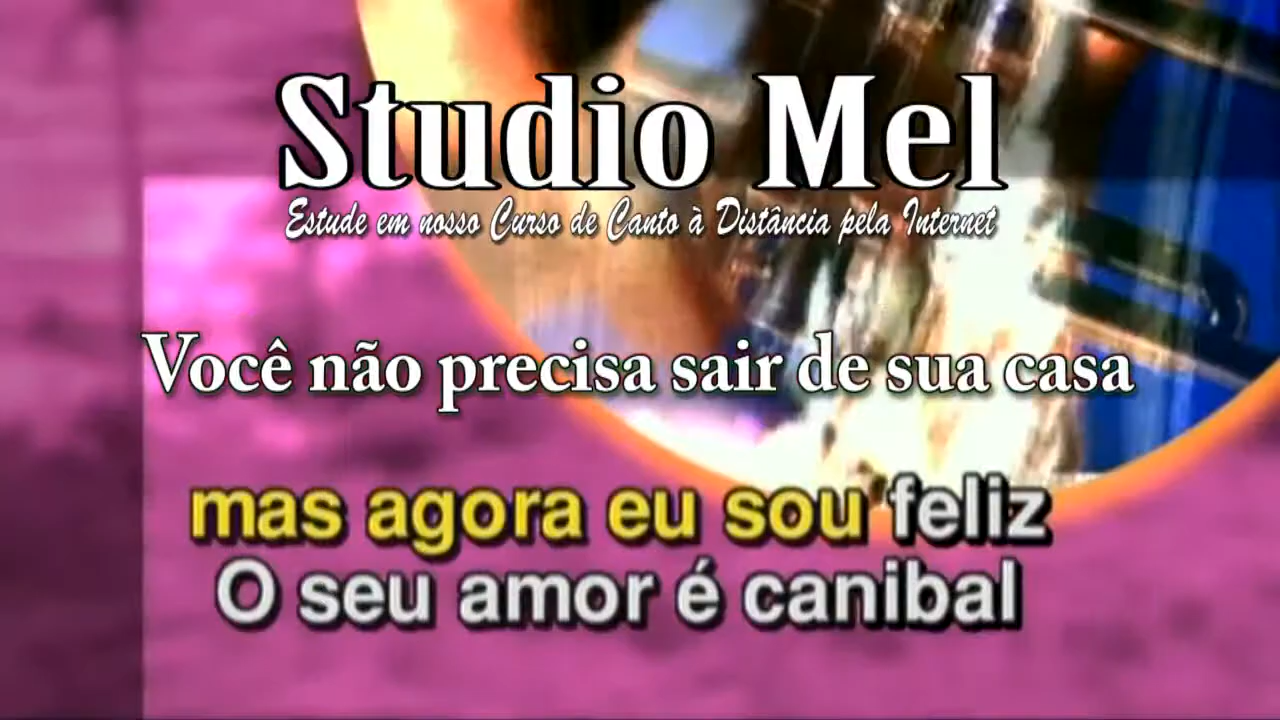 Studio Mel
Estude em nosso Curso de Canto à Distância pela Internet
Você não precisa sair de sua casa
mas agora eu sou feliz
O seu amor é canibal